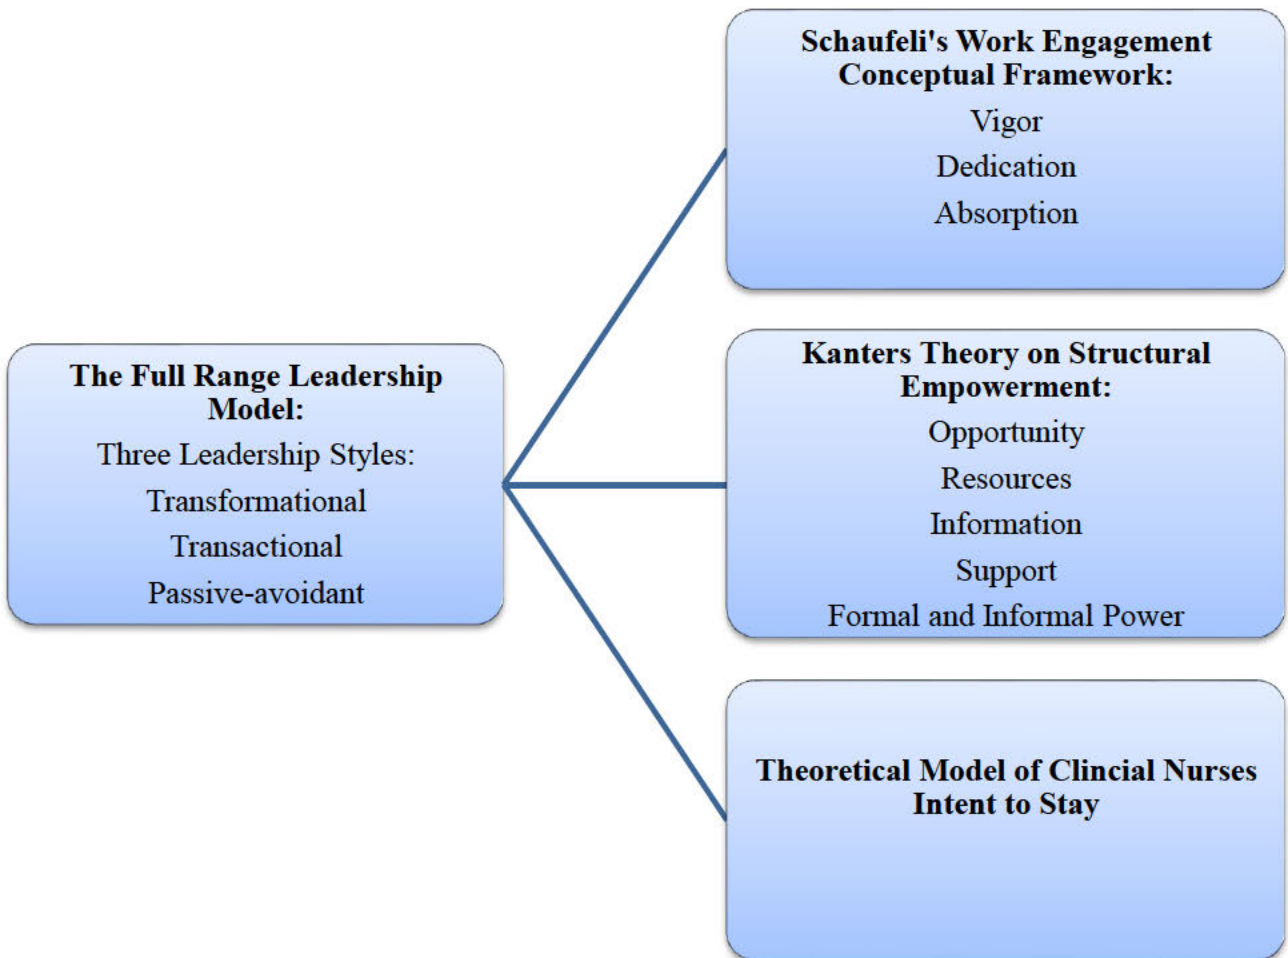 The Full Range Leadership
Model:
Three Leadership Styles:
Transformational
Transactional
Passive-avoidant
Schaufeli's Work Engagement
Conceptual Framework:
Vigor
Dedication
Absorption
Kanters Theory on Structural
Empowerment:
Opportunity
Resources
Information
Support
Formal and Informal Power
Theoretical Model of Clincial Nurses
Intent to Stay